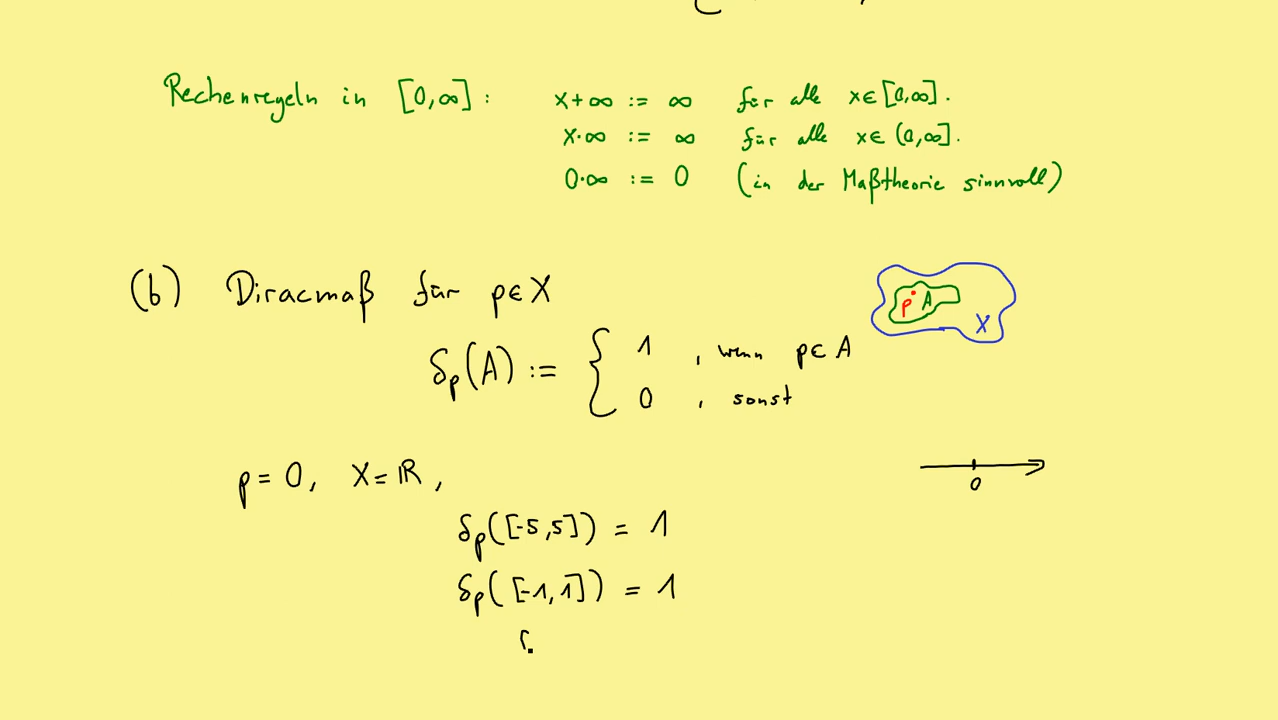 Rechenregeln in [0,∞]: x+∞ := ∞ für alle x∈[0,∞].
x·∞ := ∞ für alle x∈(0,∞].
0·∞ := 0 (in der Maßtheorie sinnvoll)
(b) Diracmaß für p∈X
p A X
δₚ(A) := { 1 , wenn p∈A
0 , sonst
p=0, X=ℝ,
0
δₚ([-5,5]) = 1
δₚ([-1,1]) = 1